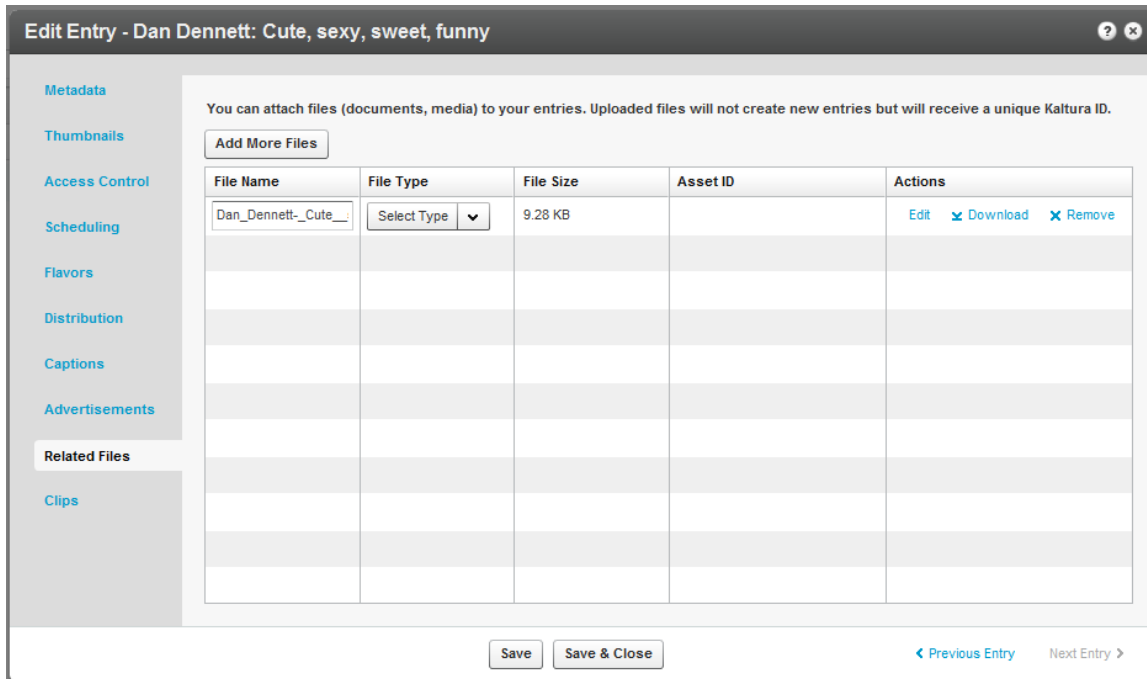 Edit Entry - Dan Dennett: Cute, sexy, sweet, funny
Metadata
Thumbnails
Access Control
Scheduling
Flavors
Distribution
Captions
Advertisements
Related Files
Clips
You can attach files (documents, media) to your entries. Uploaded files will not create new entries but will receive a unique Kaltura ID.
Add More Files
File Name File Type File Size Asset ID Actions
Dan_Dennett-_Cute__ Select Type 9.28 KB Edit Download Remove
Save Save & Close Previous Entry Next Entry